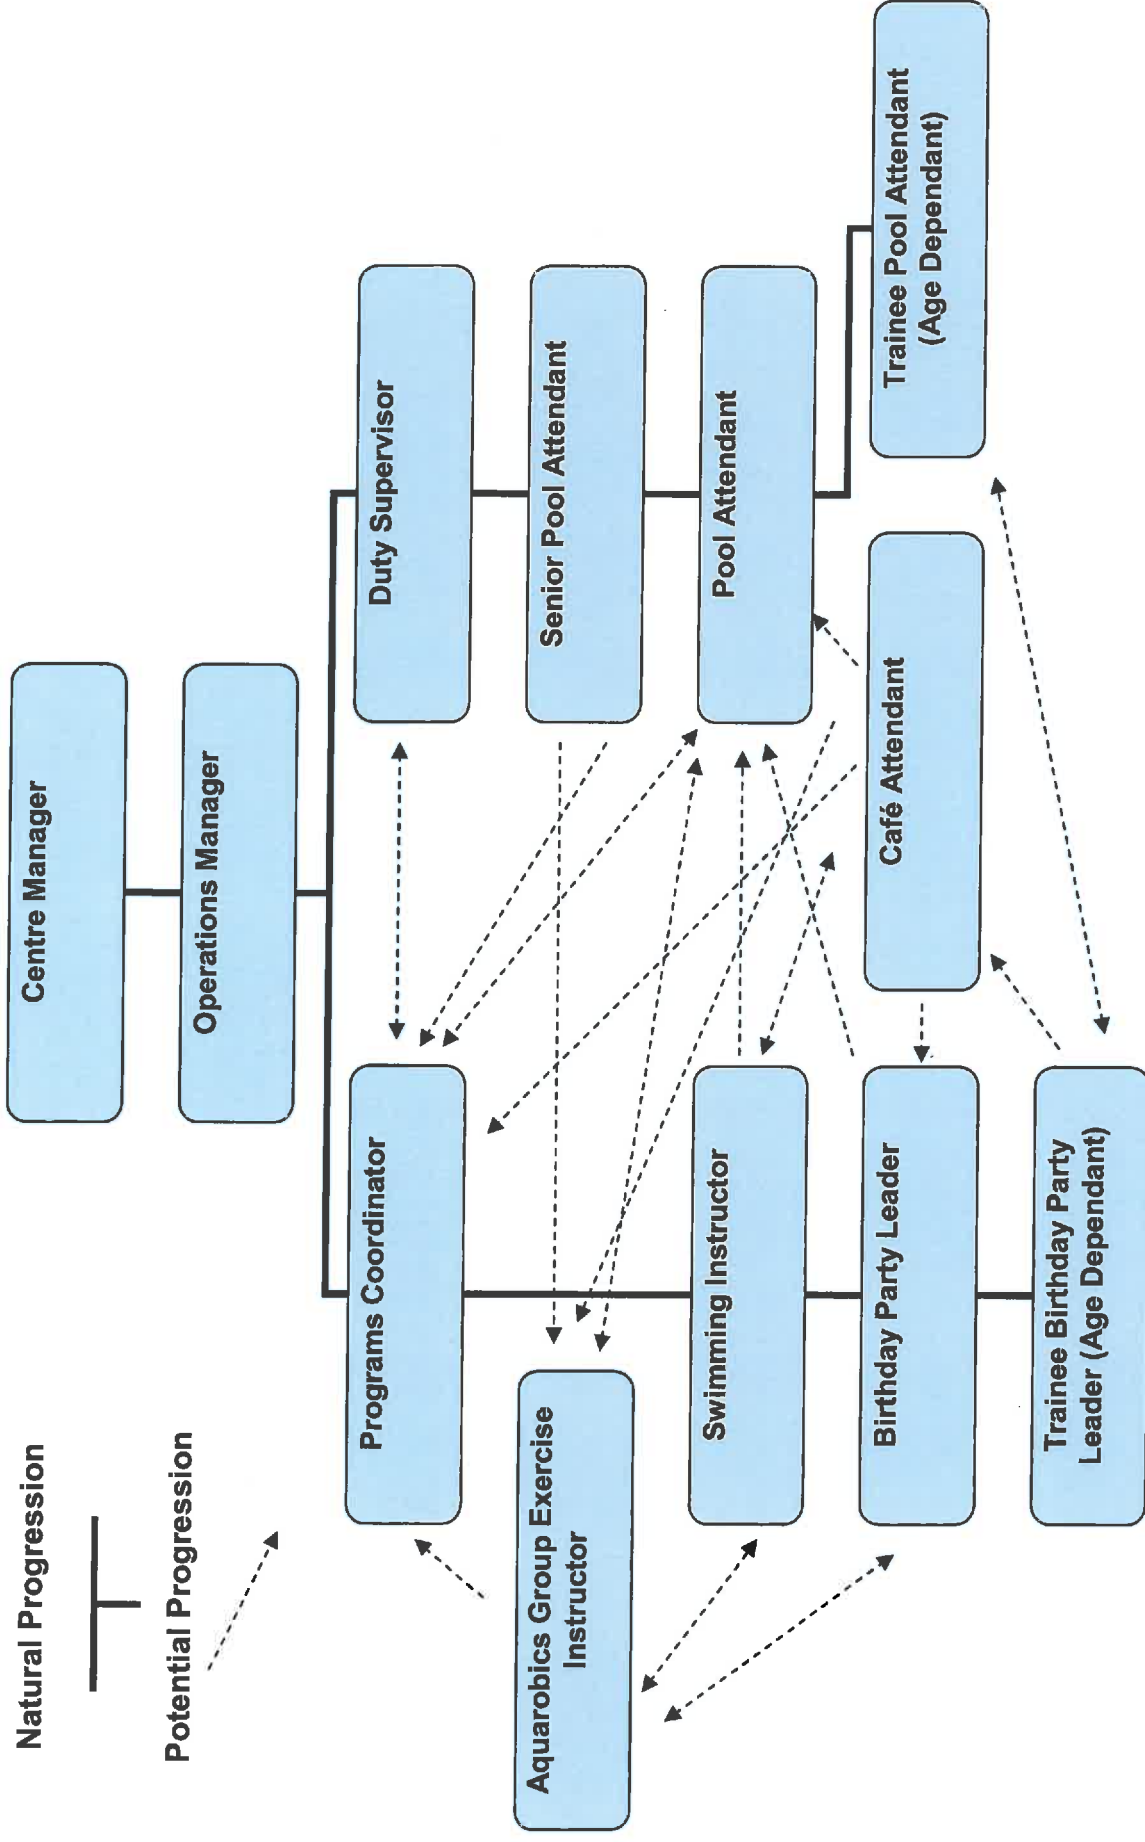 Natural Progression
Potential Progression
Centre Manager
Operations Manager
Programs Coordinator
Duty Supervisor
Aquarobics Group Exercise
Instructor
Senior Pool Attendant
Swimming Instructor
Pool Attendant
Birthday Party Leader
Café Attendant
Trainee Pool Attendant
(Age Dependant)
Trainee Birthday Party
Leader (Age Dependant)